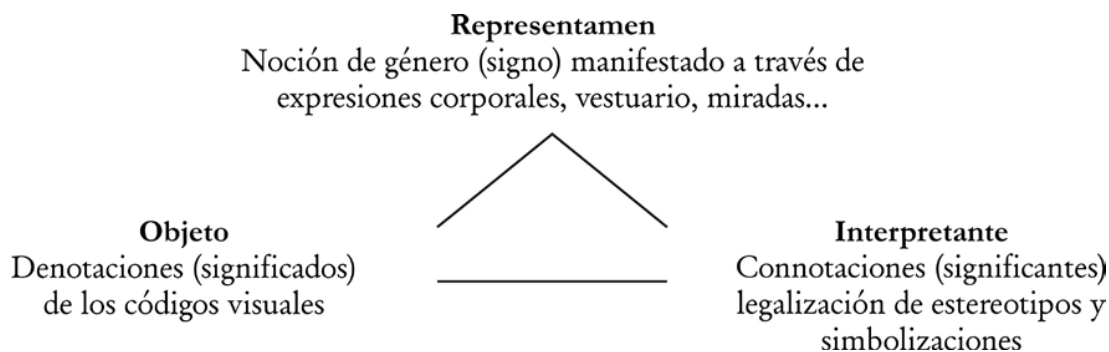 Representamen
Noción de género (signo) manifestado a través de
expresiones corporales, vestuario, miradas...
Objeto
Denotaciones (significados)
de los códigos visuales
Interpretante
Connotaciones (significantes)
legalización de estereotipos y
simbolizaciones